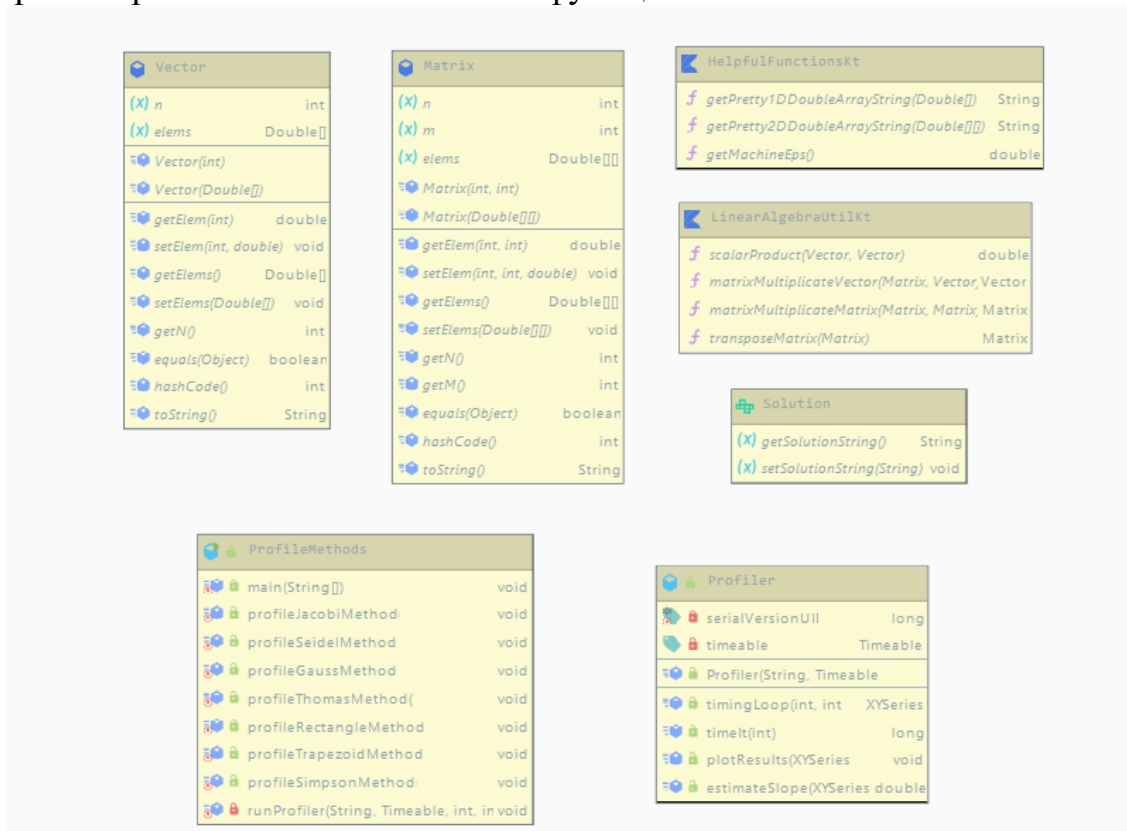 Vector
(x) n int
(x) elems Double[]
Vector(int)
Vector(Double[])
getElem(int) double
setElem(int, double) void
getElems() Double[]
setElems(Double[]) void
getN() int
equals(Object) boolean
hashCode() int
toString() String
Matrix
(x) n int
(x) m int
(x) elems Double[][]
Matrix(int, int)
Matrix(Double[][])
getElem(int, int) double
setElem(int, int, double) void
getElems() Double[][]
setElems(Double[][]) void
getN() int
getM() int
equals(Object) boolean
hashCode() int
toString() String
HelpfulFunctionsKt
f getPretty1DDoubleArrayString(Double[]) String
f getPretty2DDoubleArrayString(Double[][]) String
f getMachineEps() double
LinearAlgebraUtilKt
f scalarProduct(Vector, Vector) double
f matrixMultiplicateVector(Matrix, Vector, Vector
f matrixMultiplicateMatrix(Matrix, Matrix, Matrix
f transposeMatrix(Matrix) Matrix
Solution
(x) getSolutionString() String
(x) setSolutionString(String) void
ProfileMethods
main(String[]) void
profileJacobiMethod void
profileSeidelMethod void
profileGaussMethod void
profileThomasMethod( void
profileRectangleMethod void
profileTrapezoidMethod void
profileSimpsonMethod void
runProfiler(String, Timeable, int, in void
Profiler
serialVersionUI long
timeable Timeable
Profiler(String, Timeable
timingLoop(int, int XYSeries
timeIt(int) long
plotResults(XYSeries void
estimateSlope(XYSeries double